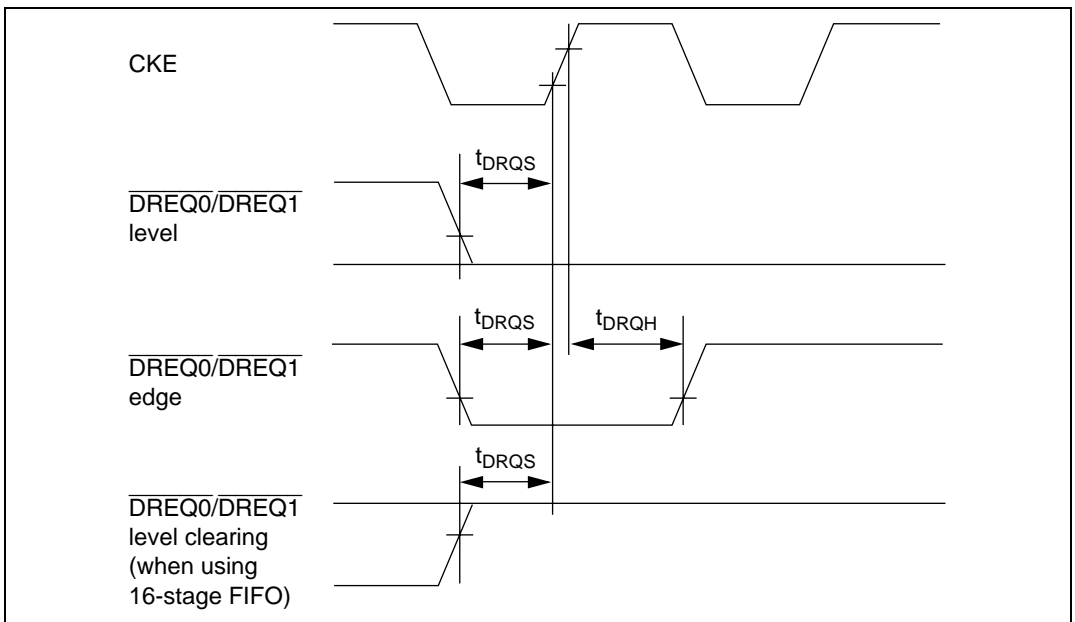 CKE
tDRQS
DREQ0/DREQ1
level
tDRQS
tDRQH
DREQ0/DREQ1
edge
tDRQS
DREQ0/DREQ1
level clearing
(when using
16-stage FIFO)